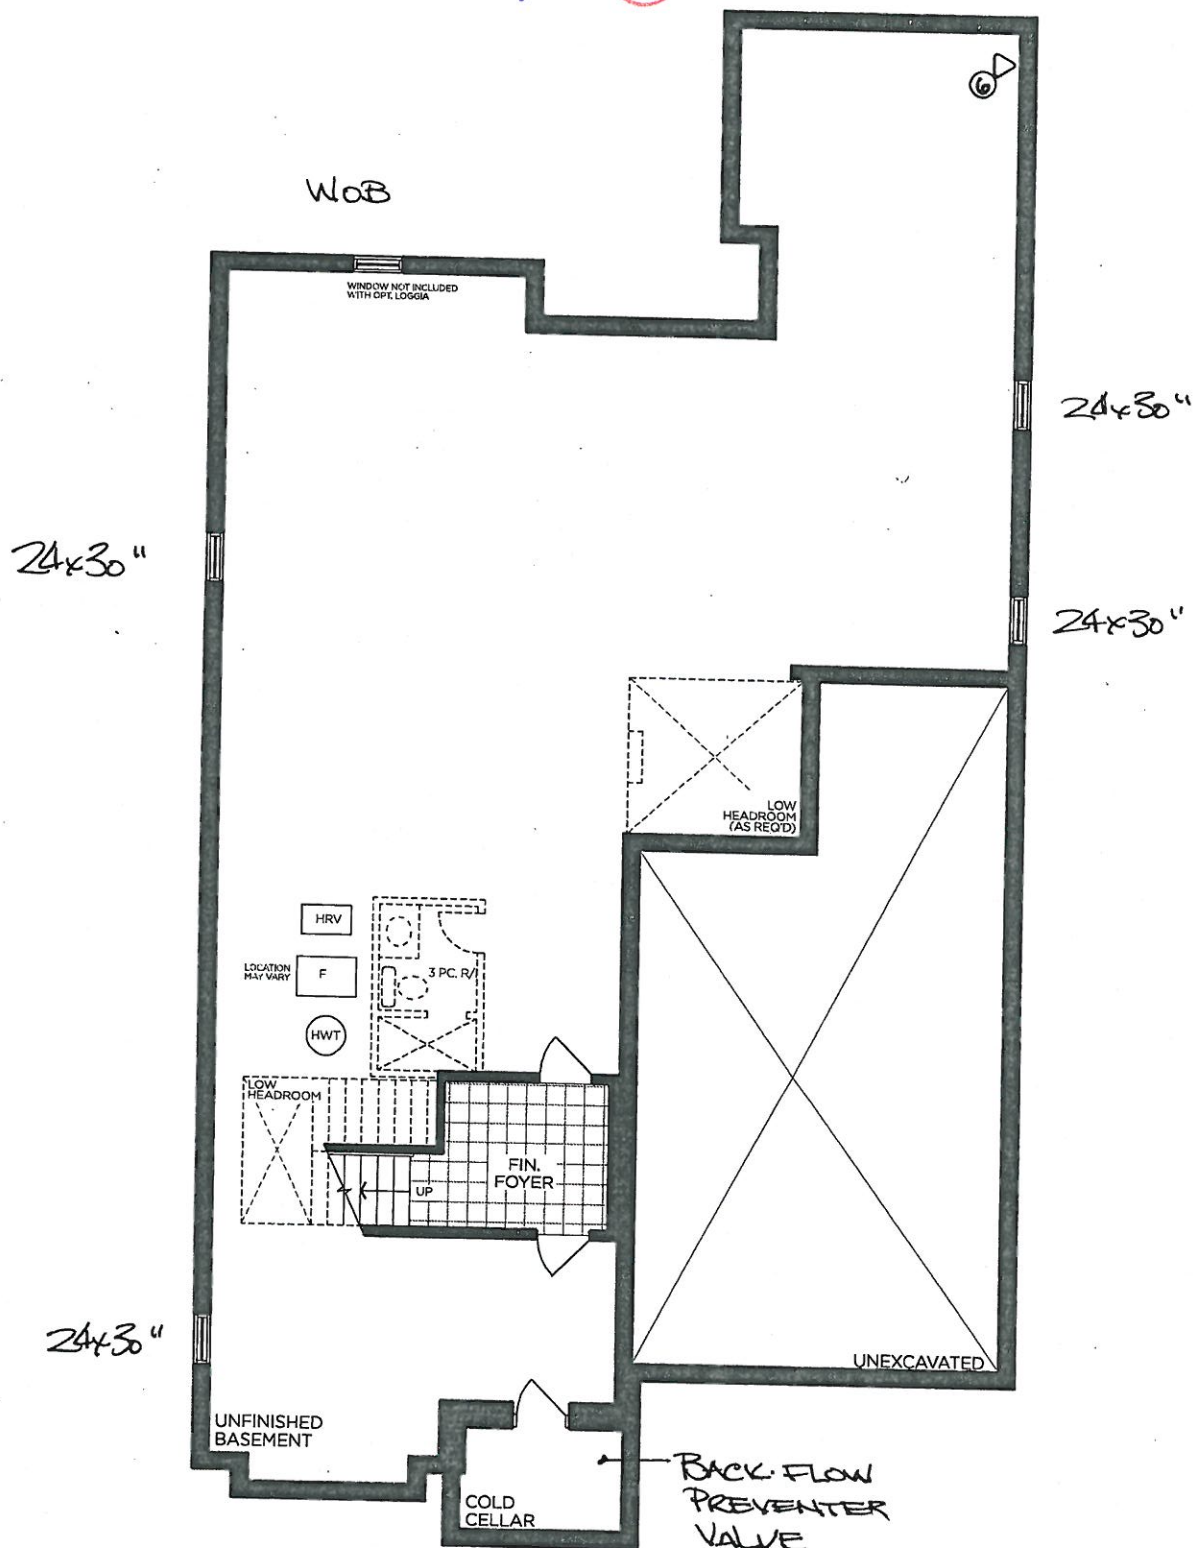 6
WOB
WINDOW NOT INCLUDED
WITH OPT. LOGGIA
24x30"
24x30"
24x30"
LOW
HEADROOM
(AS REQ'D)
HRV
LOCATION
MAY VARY
F
3 PC. R/I
HWT
LOW
HEADROOM
FIN.
FOYER
UP
24x30"
UNEXCAVATED
UNFINISHED
BASEMENT
COLD
CELLAR
BACK-FLOW
PREVENTER
VALVE